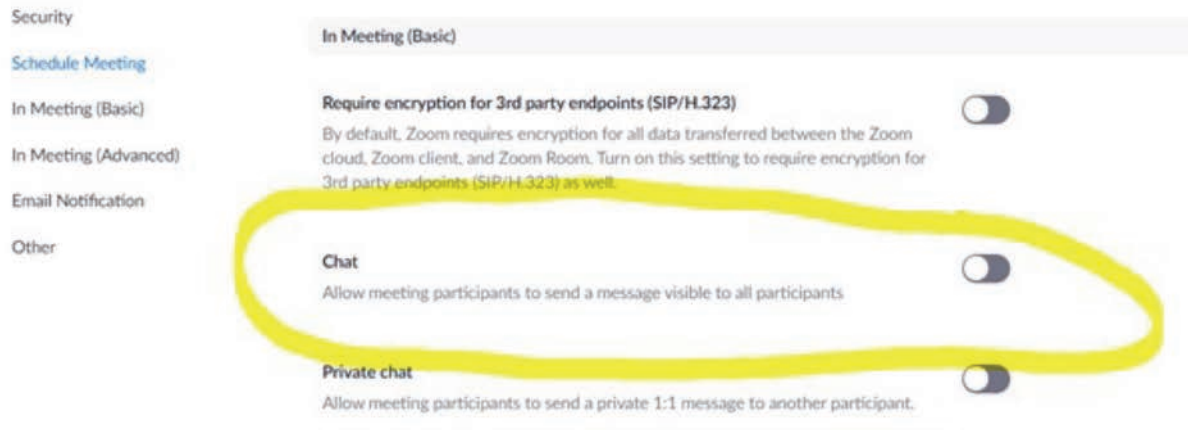 Security
Schedule Meeting
In Meeting (Basic)
In Meeting (Advanced)
Email Notification
Other
In Meeting (Basic)
Require encryption for 3rd party endpoints (SIP/H.323)
By default, Zoom requires encryption for all data transferred between the Zoom
cloud, Zoom client, and Zoom Room. Turn on this setting to require encryption for
3rd party endpoints (SIP/H.323) as well.
Chat
Allow meeting participants to send a message visible to all participants
Private chat
Allow meeting participants to send a private 1:1 message to another participant.